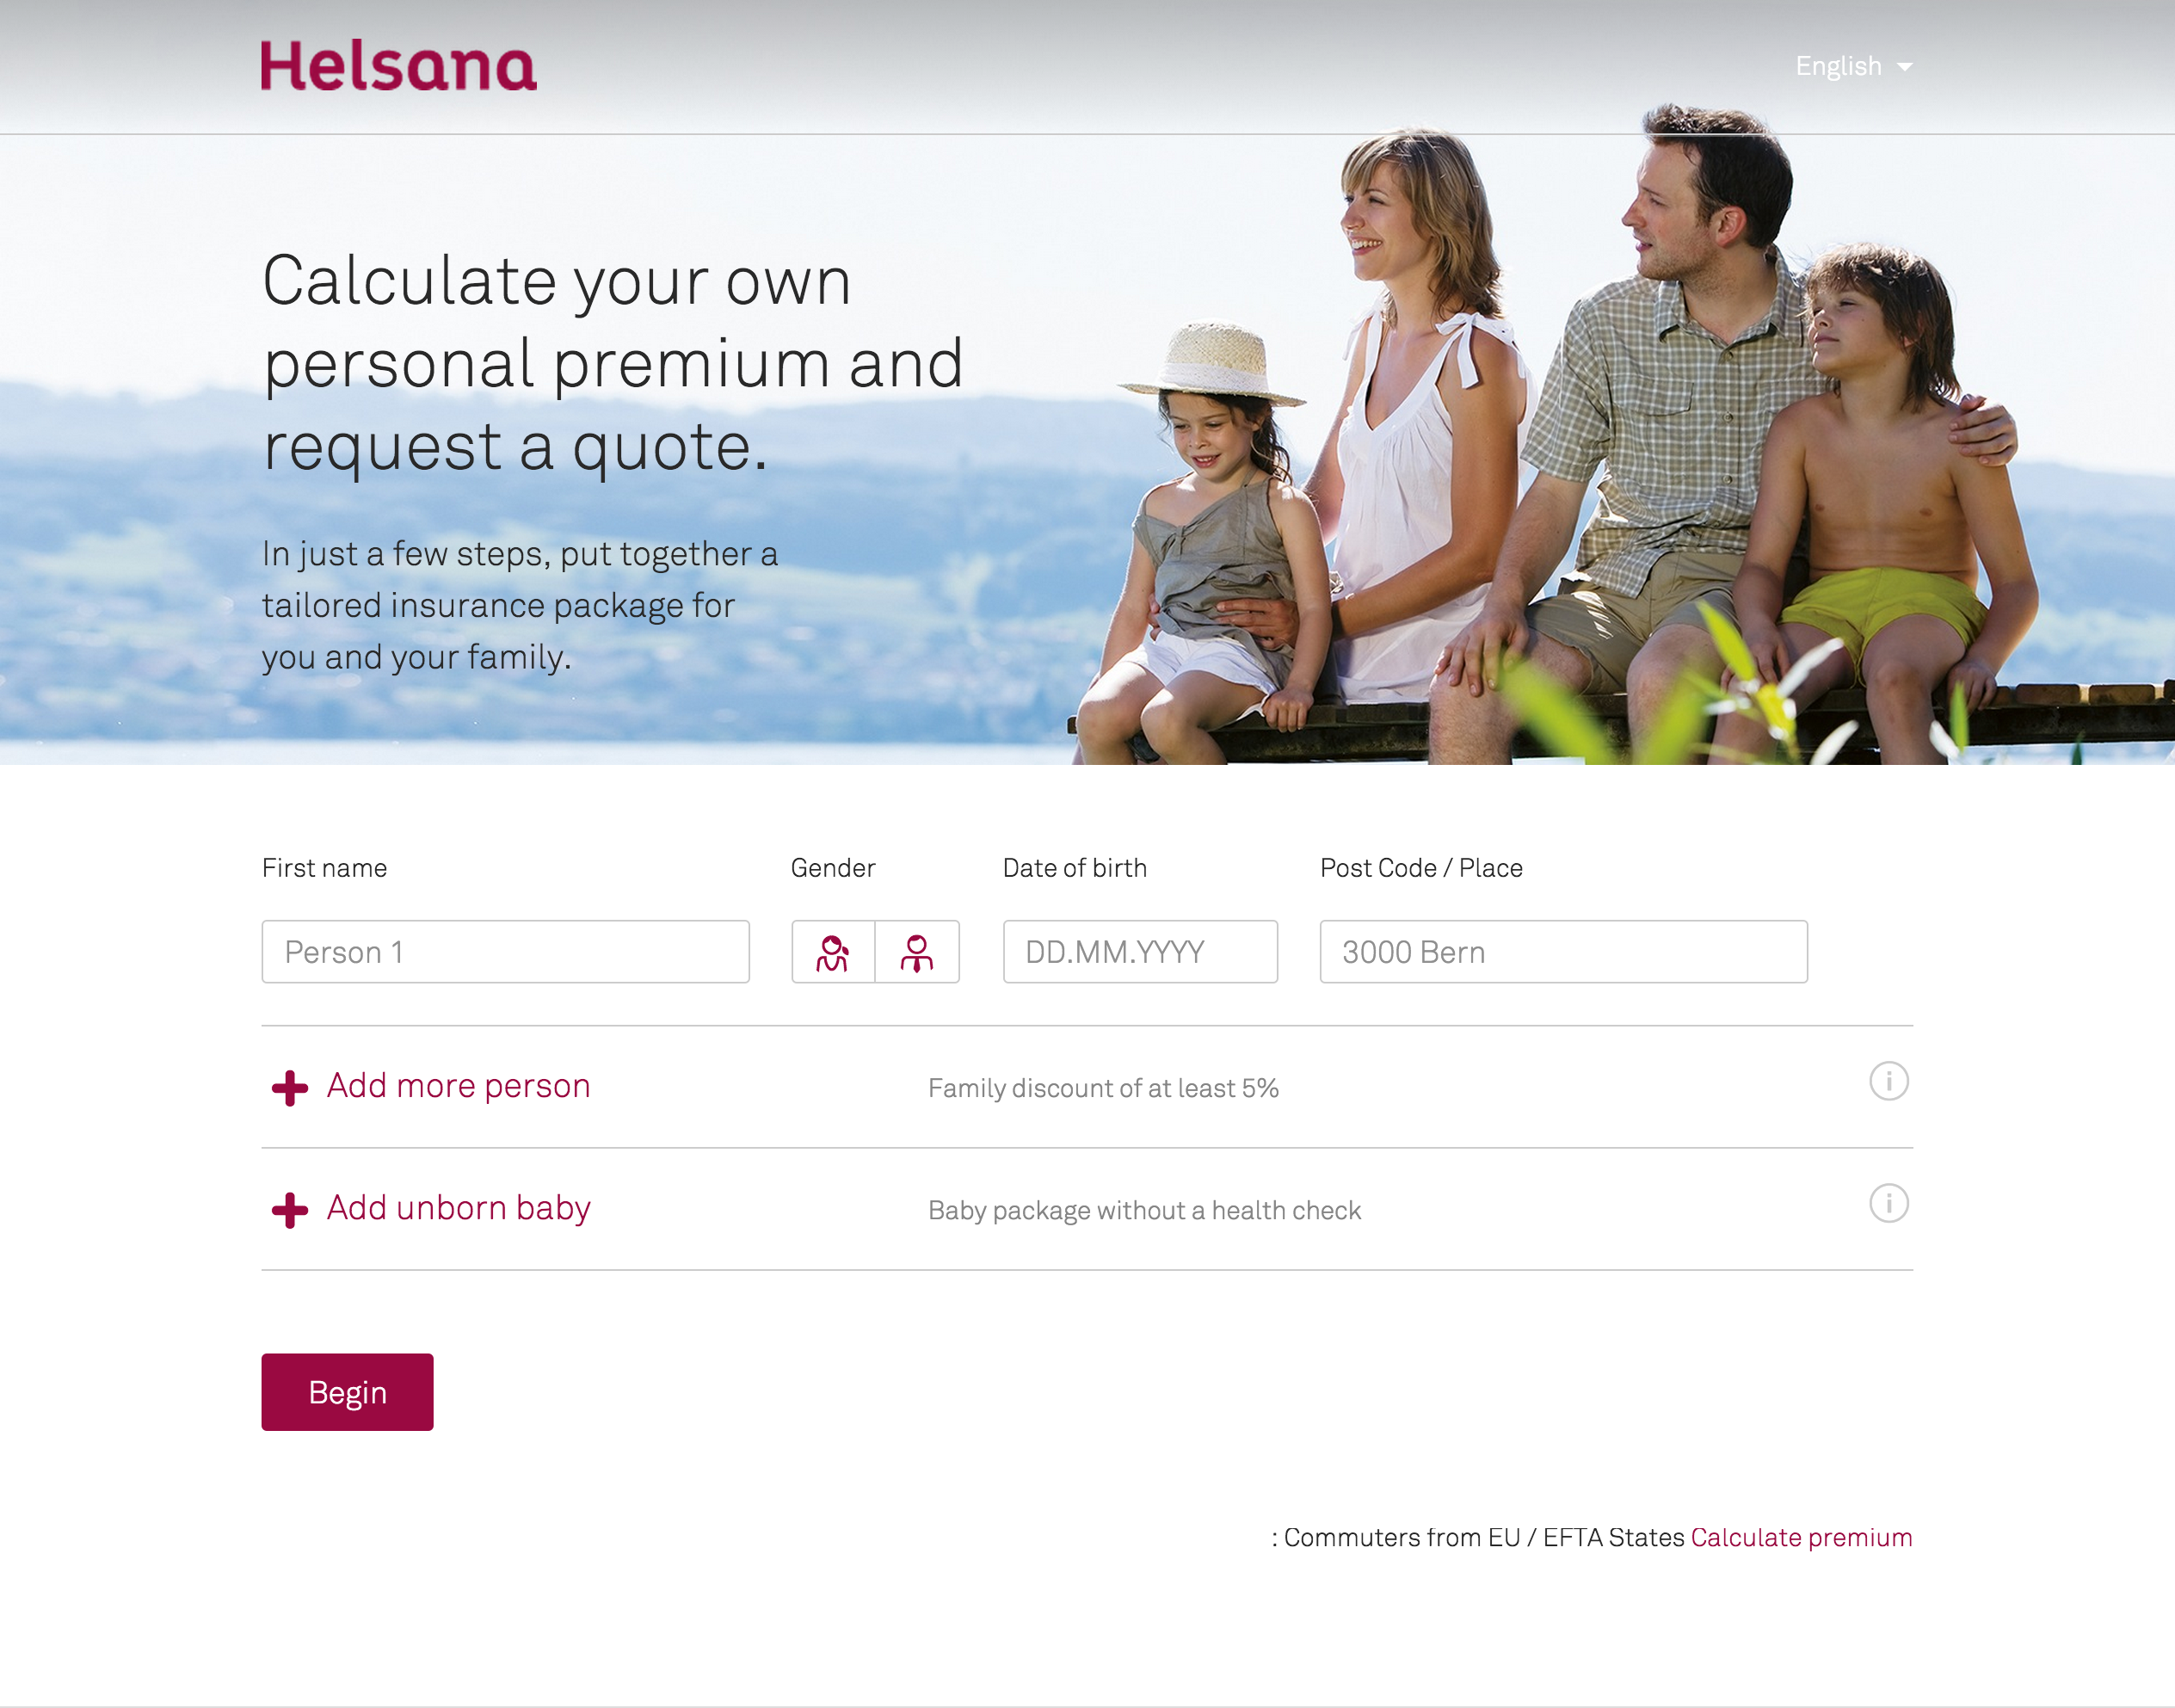 Helsana
English
Calculate your own
personal premium and
request a quote.
In just a few steps, put together a
tailored insurance package for
you and your family.
First name
Gender
Date of birth
Post Code / Place
Person 1
DD.MM.YYYY
3000 Bern
Add more person
Family discount of at least 5%
Add unborn baby
Baby package without a health check
Begin
: Commuters from EU / EFTA States Calculate premium